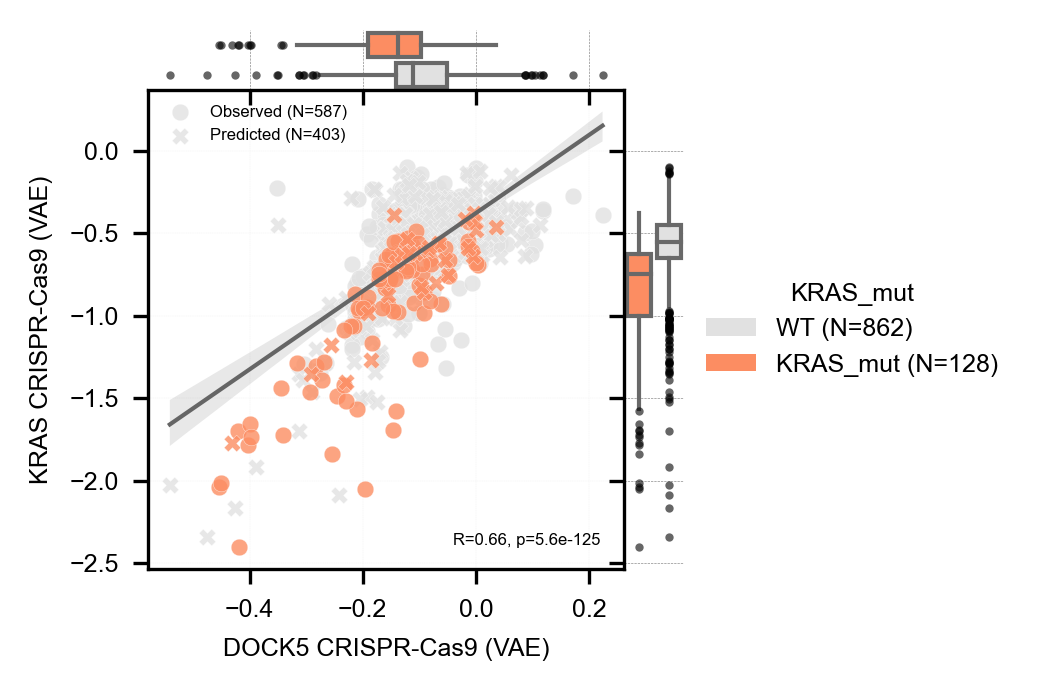 Observed (N=587)
Predicted (N=403)
0.0
−0.5
−1.0
−1.5
−2.0
−2.5
KRAS CRISPR-Cas9 (VAE)
R=0.66, p=5.6e-125
−0.4
−0.2
0.0
0.2
DOCK5 CRISPR-Cas9 (VAE)
KRAS_mut
WT (N=862)
KRAS_mut (N=128)